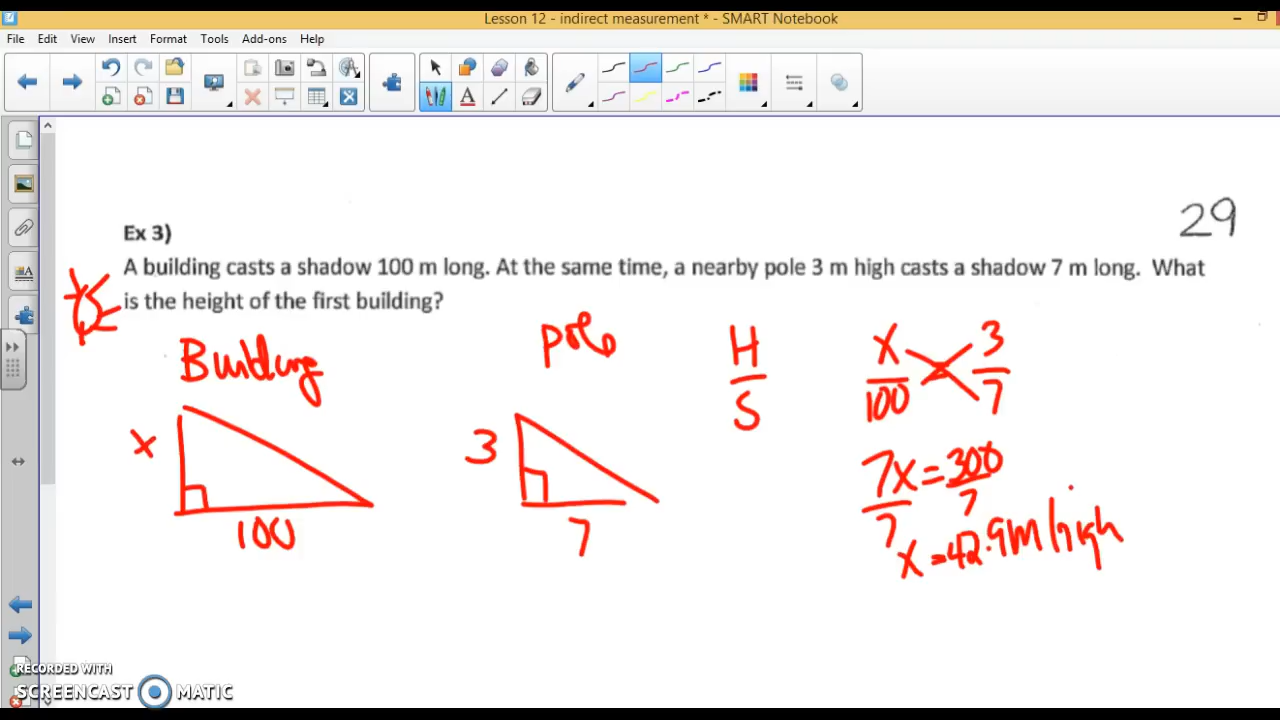 Lesson 12 - indirect measurement * - SMART Notebook
File Edit View Insert Format Tools Add-ons Help
29
Ex 3)
A building casts a shadow 100 m long. At the same time, a nearby pole 3 m high casts a shadow 7 m long. What
is the height of the first building?
Building
pole
H
S
x
100
3
7
x
100
3
7
7x = 300
7 7
x = 42.9m high
RECORDED WITH
SCREENCAST MATIC